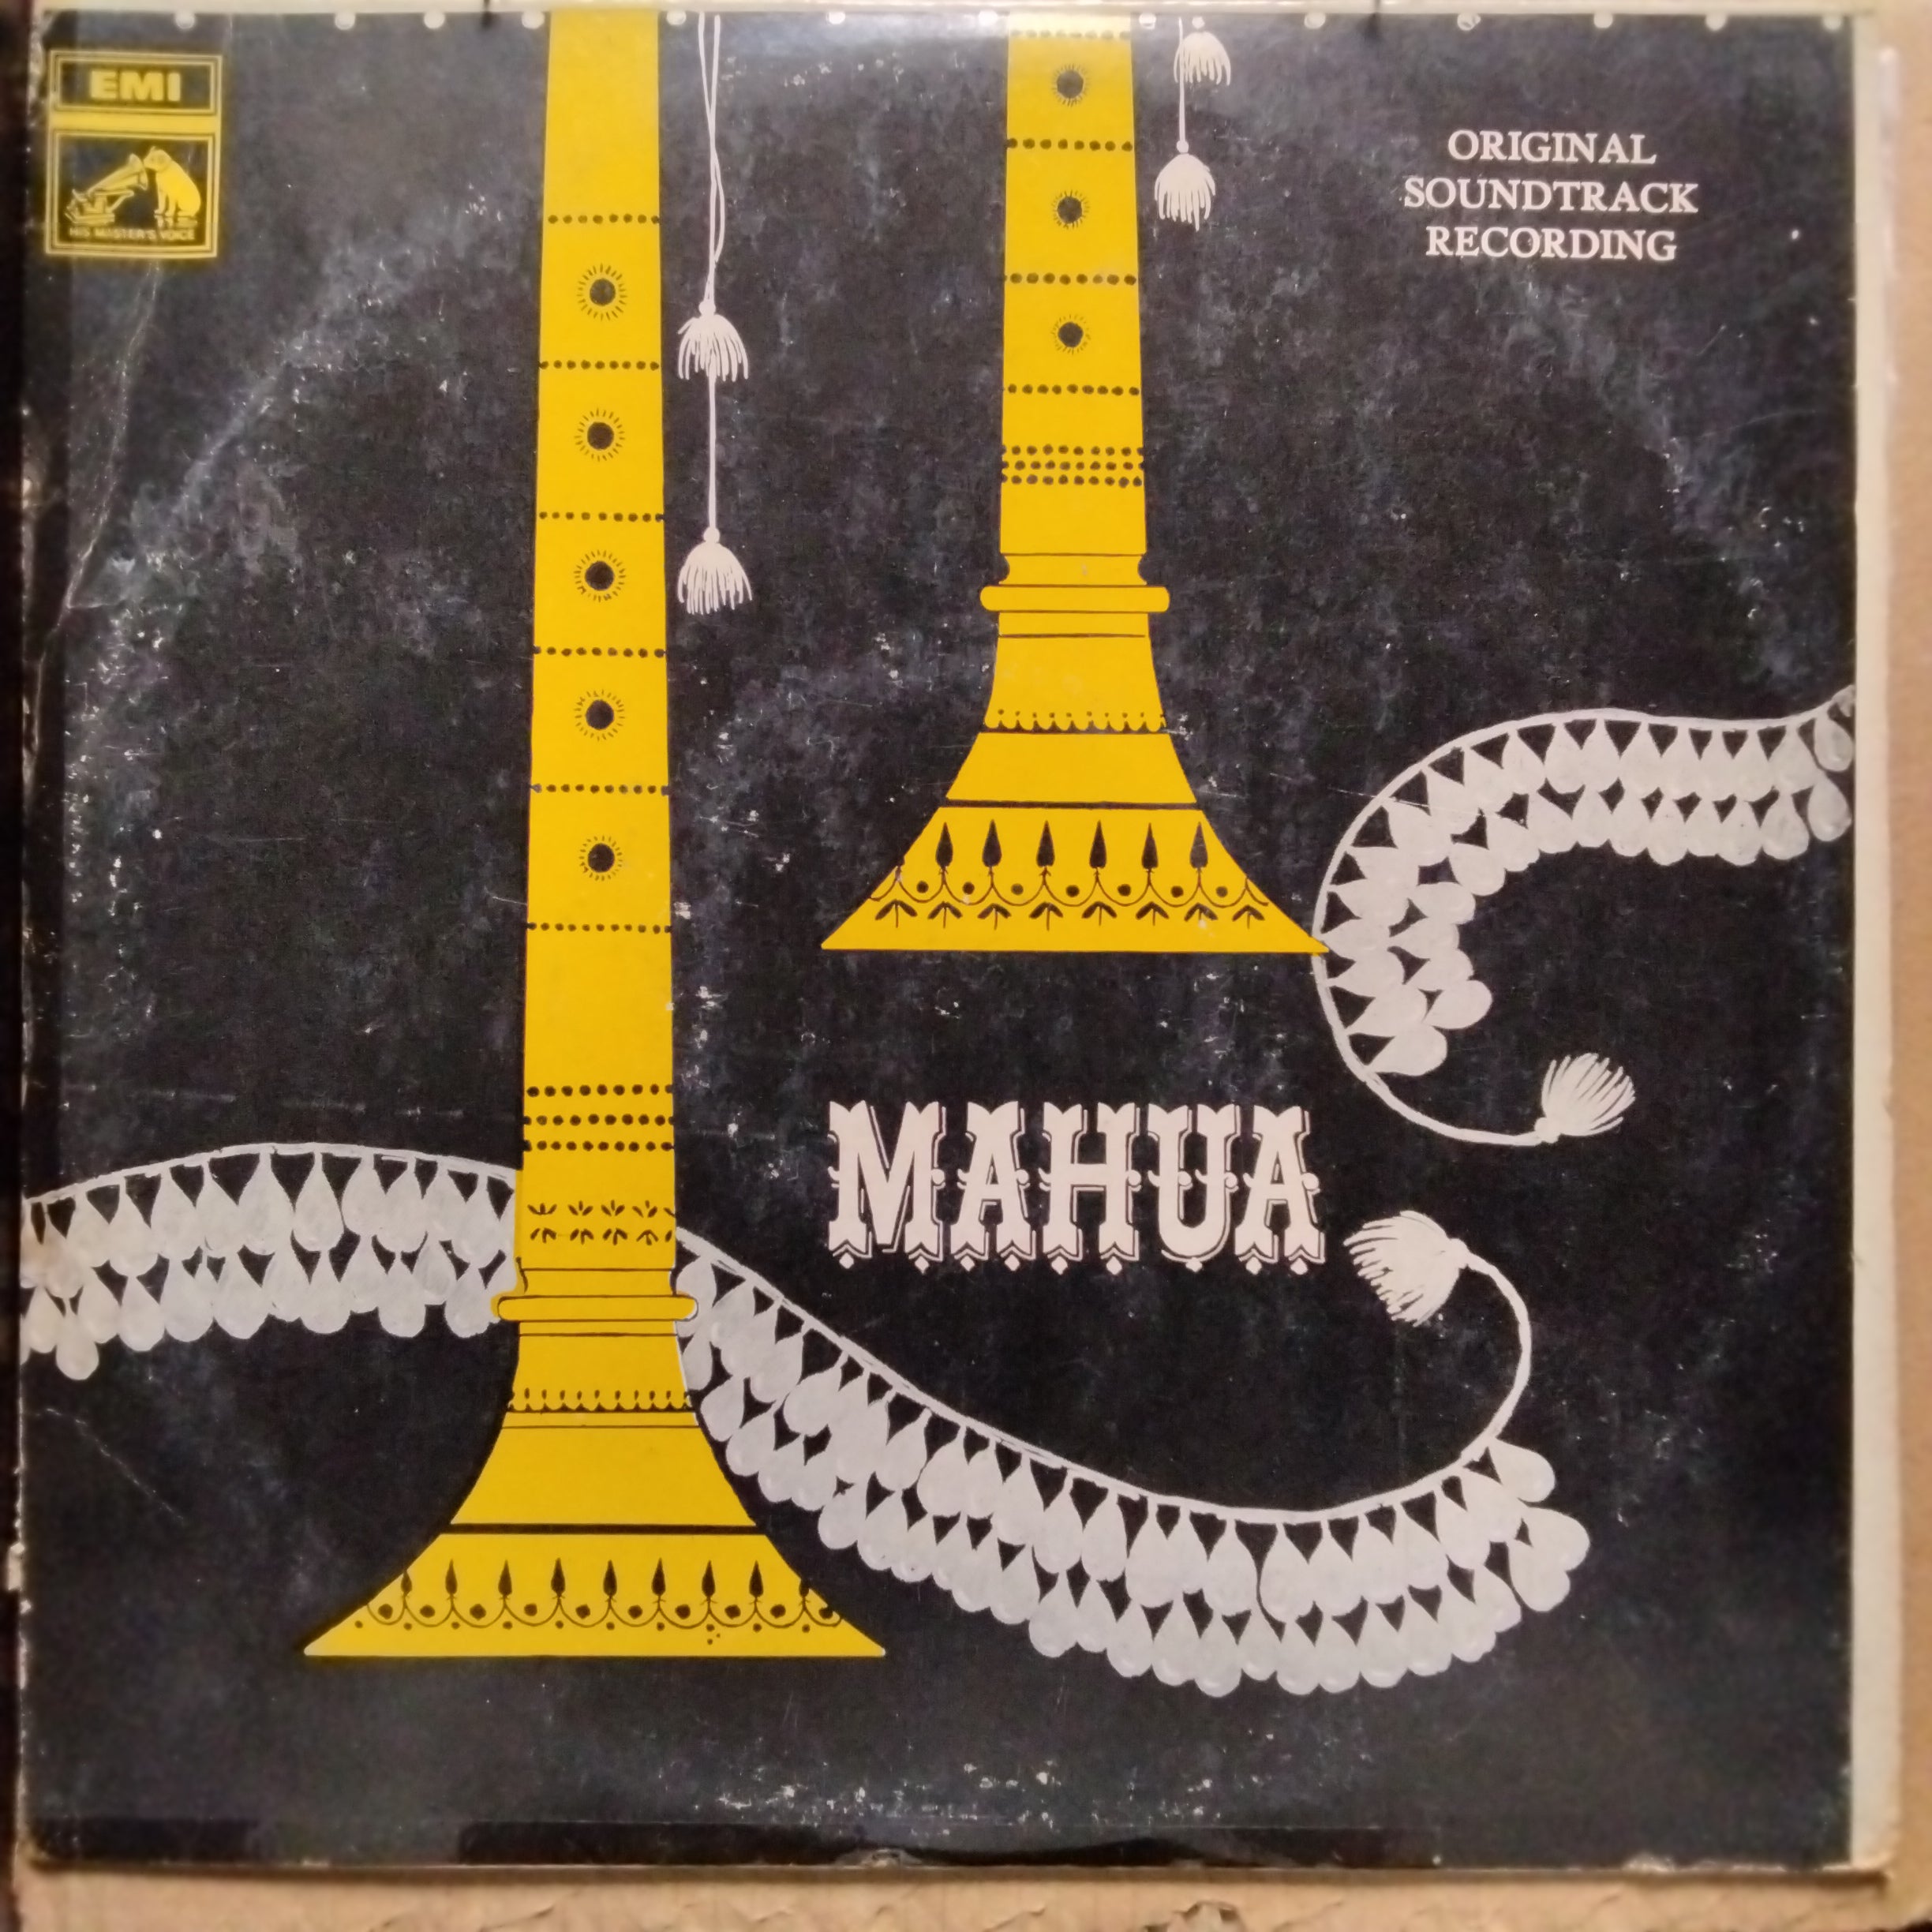 EMI
HIS MASTER'S VOICE
ORIGINAL
SOUNDTRACK
RECORDING
MAHUA